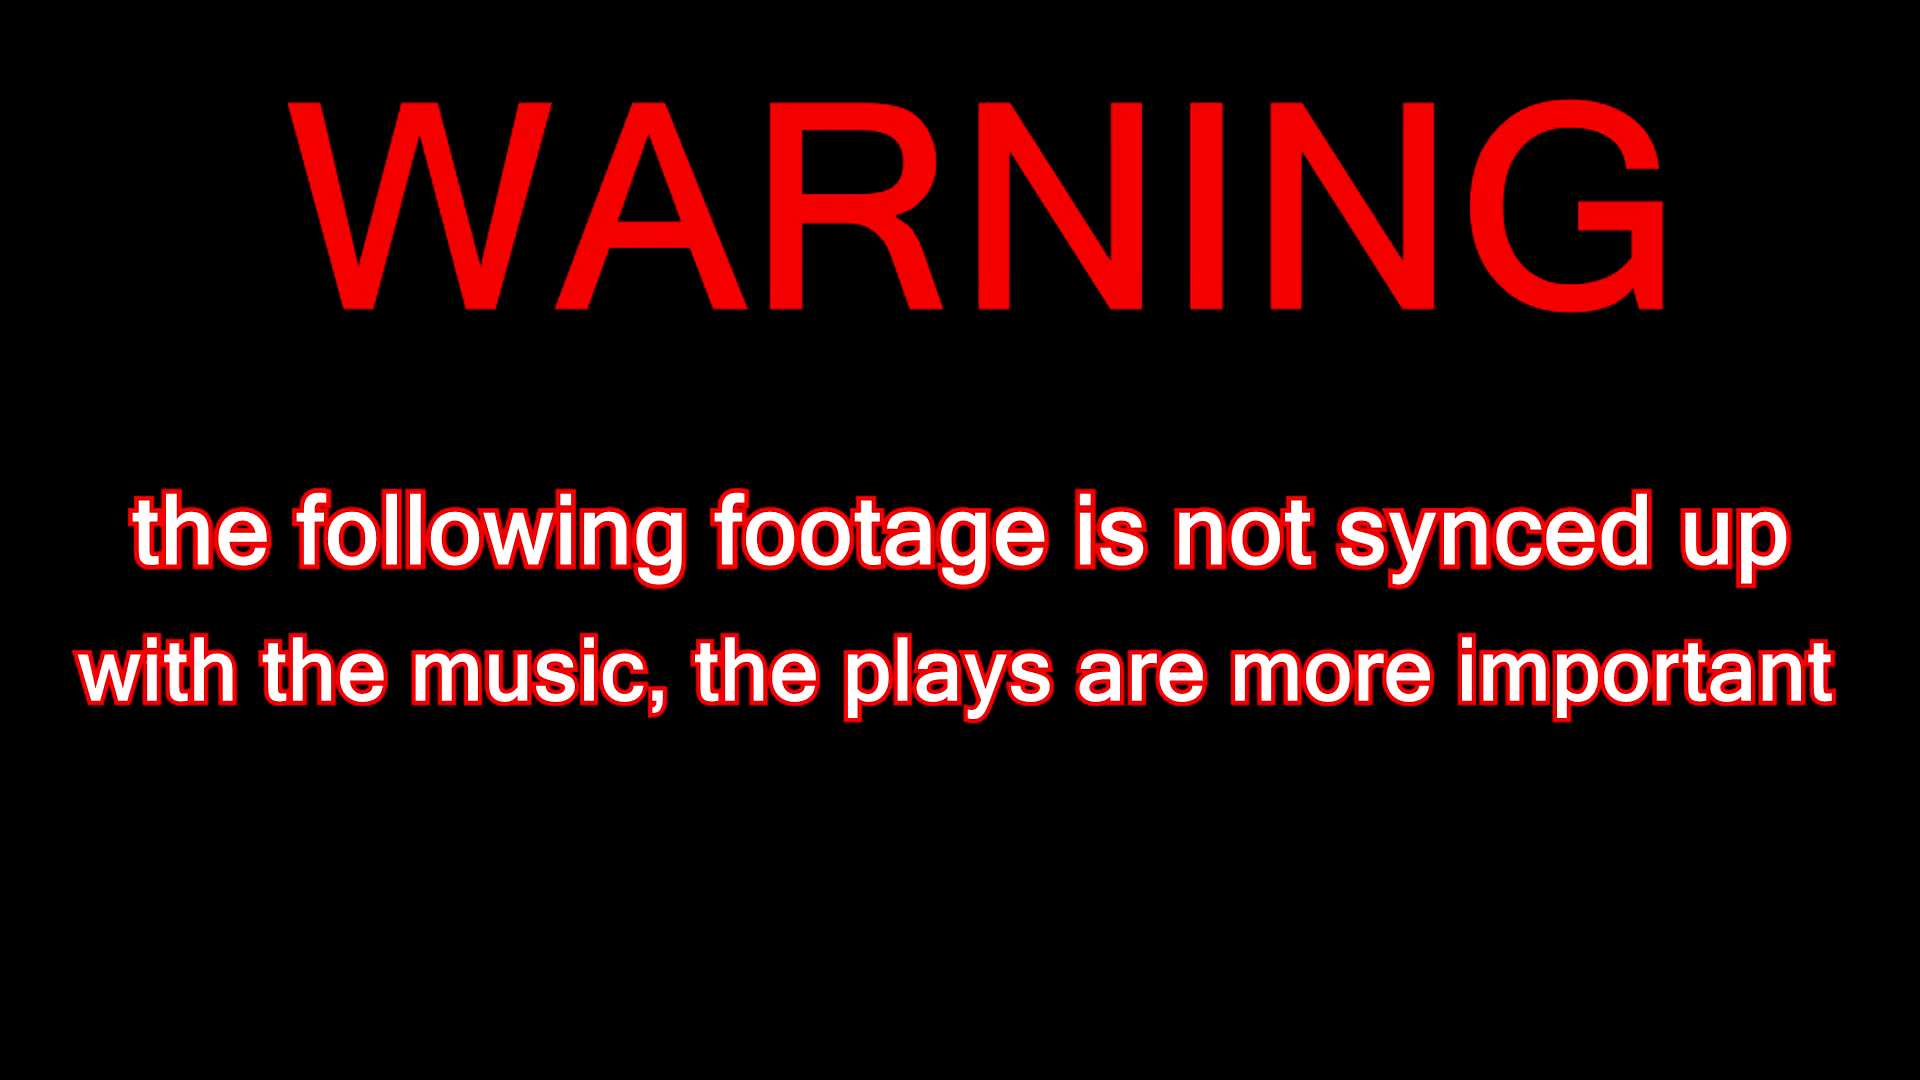 WARNING
the following footage is not synced up
with the music, the plays are more important